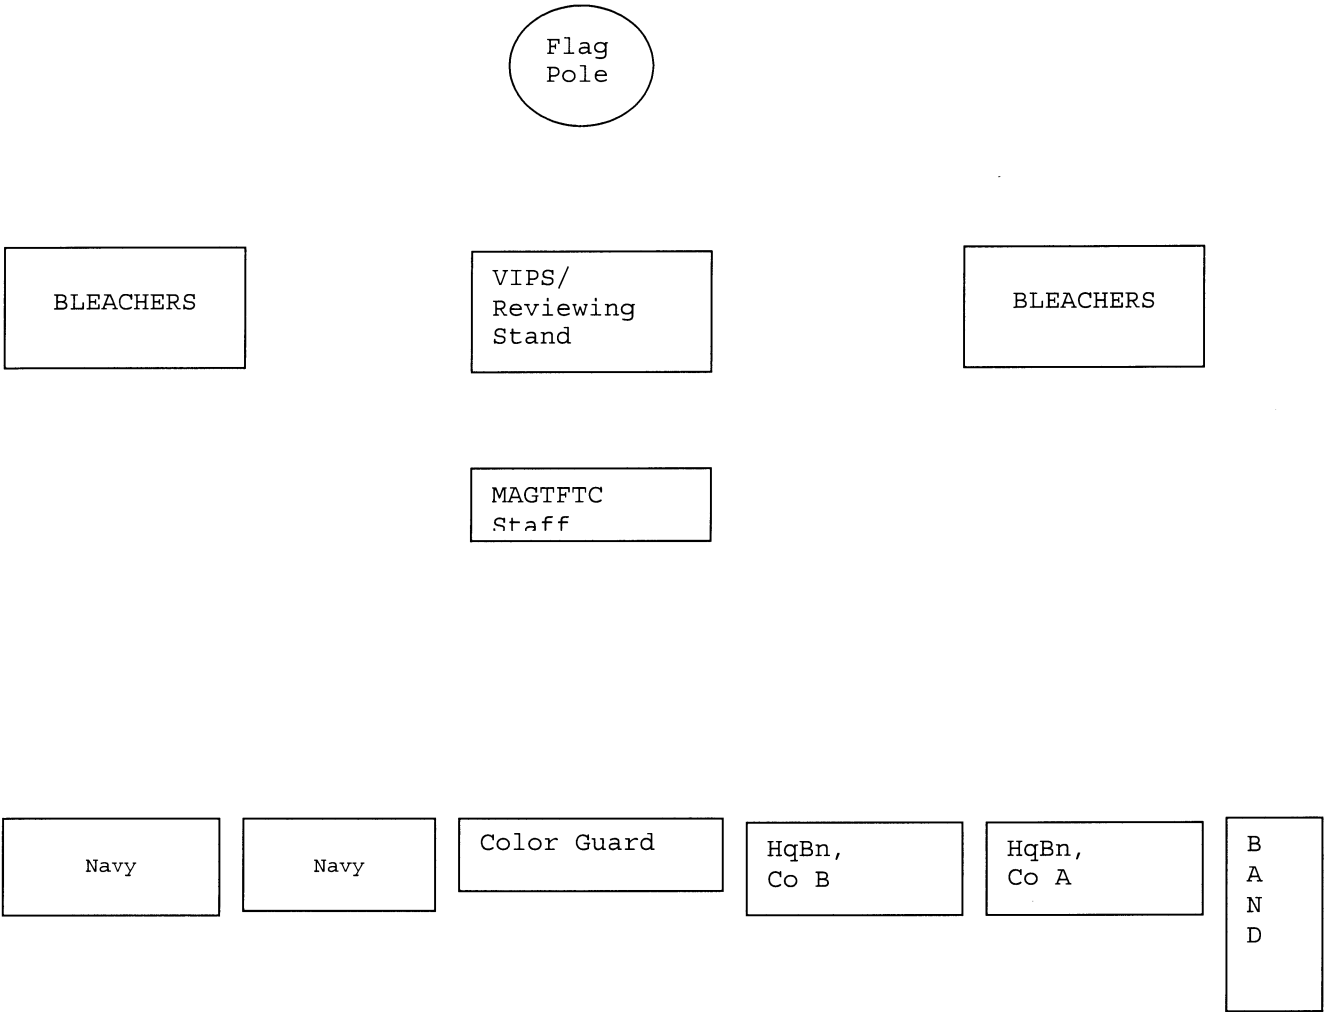 Flag
Pole
BLEACHERS
VIPS/
Reviewing
Stand
BLEACHERS
MAGTFTC
Staff
Navy
Navy
Color Guard
HqBn,
Co B
HqBn,
Co A
B
A
N
D